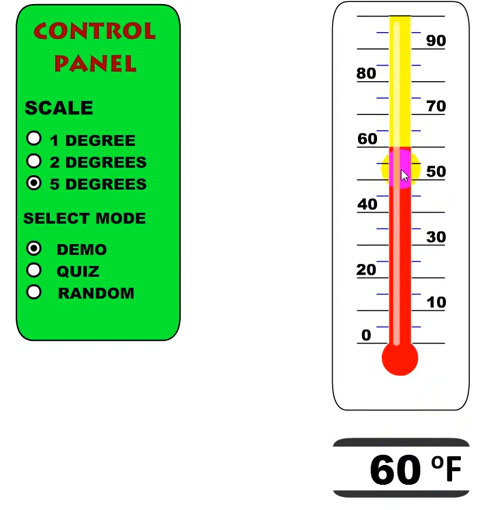 CONTROL
PANEL
SCALE
1 DEGREE
2 DEGREES
5 DEGREES
SELECT MODE
DEMO
QUIZ
RANDOM
90
80
70
60
50
40
30
20
10
0
60 ºF